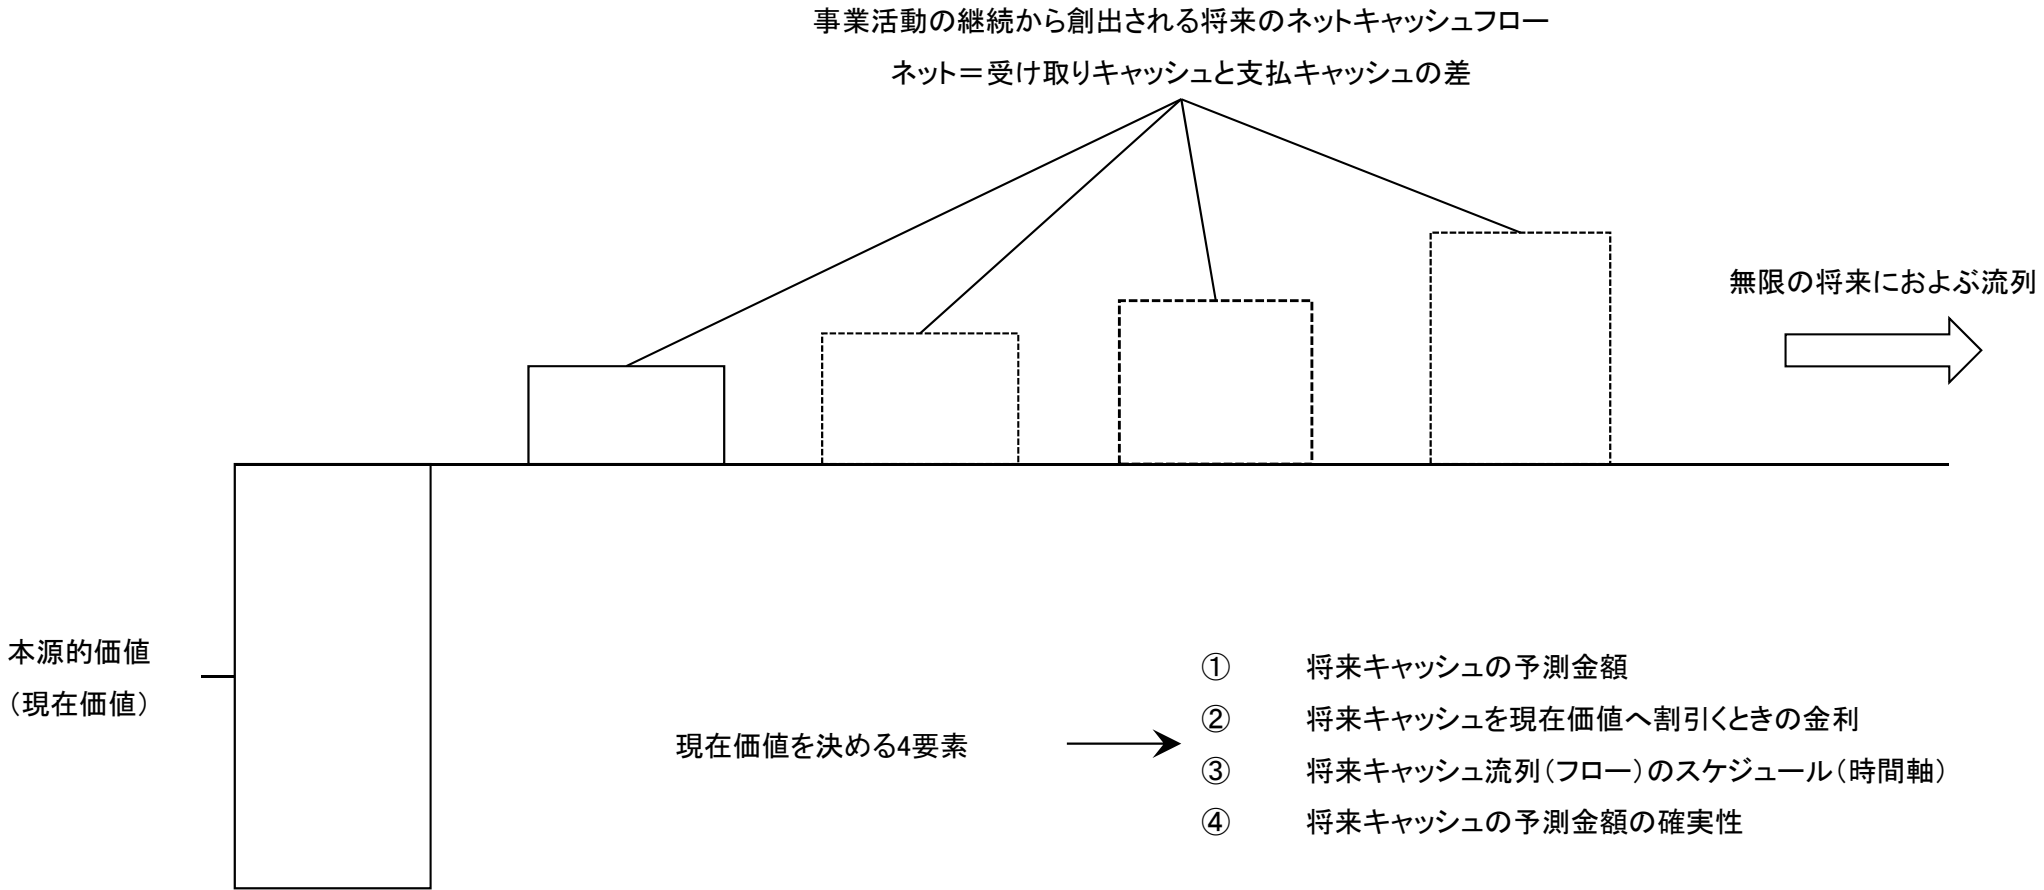 事業活動の継続から創出される将来のネットキャッシュフロー
ネット＝受け取りキャッシュと支払キャッシュの差
無限の将来におよぶ流列
本源的価値
（現在価値）
現在価値を決める4要素
① 将来キャッシュの予測金額
② 将来キャッシュを現在価値へ割引くときの金利
③ 将来キャッシュ流列（フロー）のスケジュール（時間軸）
④ 将来キャッシュの予測金額の確実性